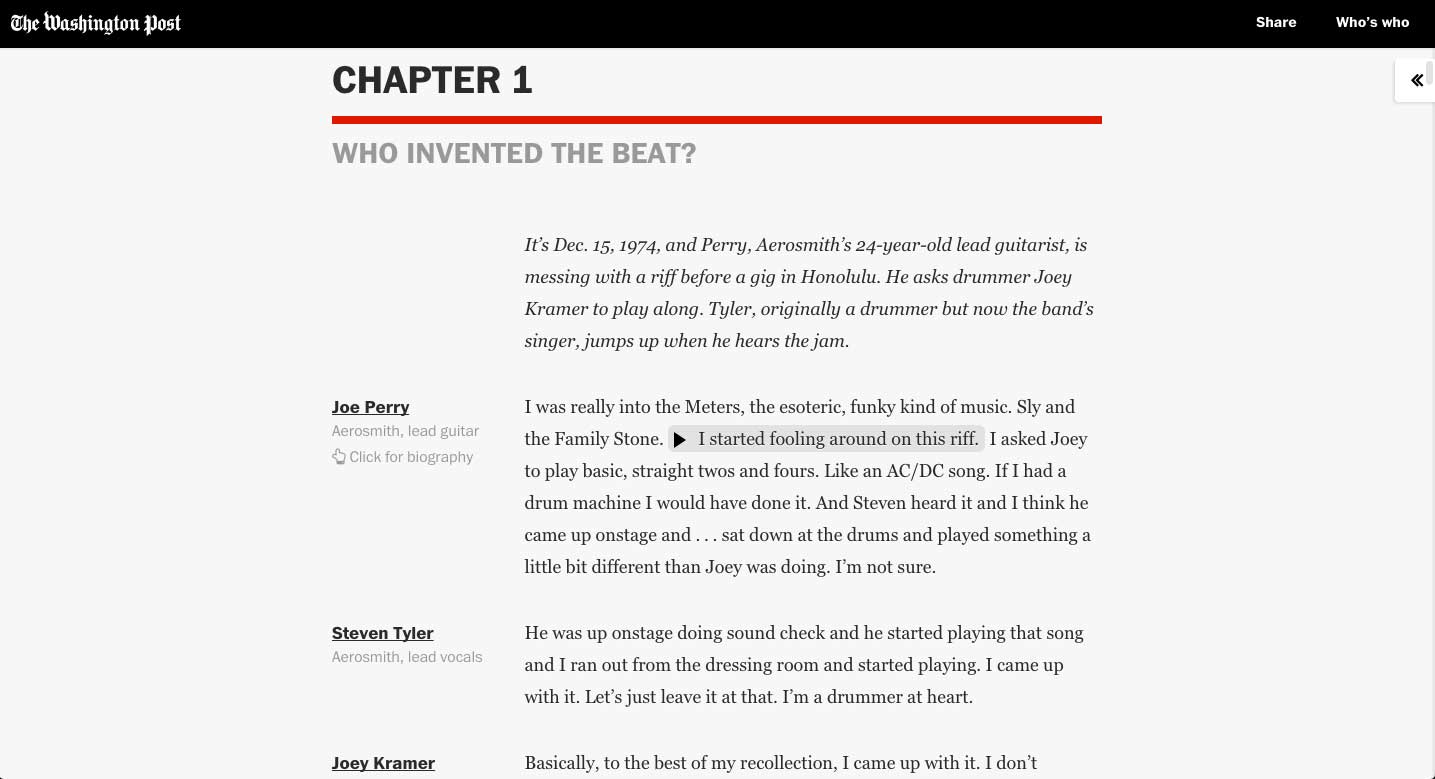 The Washington Post
Share
Who's who
CHAPTER 1
WHO INVENTED THE BEAT?
It’s Dec. 15, 1974, and Perry, Aerosmith’s 24-year-old lead guitarist, is
messing with a riff before a gig in Honolulu. He asks drummer Joey
Kramer to play along. Tyler, originally a drummer but now the band’s
singer, jumps up when he hears the jam.
Joe Perry
Aerosmith, lead guitar
Click for biography
I was really into the Meters, the esoteric, funky kind of music. Sly and
the Family Stone. I started fooling around on this riff. I asked Joey
to play basic, straight twos and fours. Like an AC/DC song. If I had a
drum machine I would have done it. And Steven heard it and I think he
came up onstage and . . . sat down at the drums and played something a
little bit different than Joey was doing. I’m not sure.
Steven Tyler
Aerosmith, lead vocals
He was up onstage doing sound check and he started playing that song
and I ran out from the dressing room and started playing. I came up
with it. Let’s just leave it at that. I’m a drummer at heart.
Joey Kramer
Basically, to the best of my recollection, I came up with it. I don’t